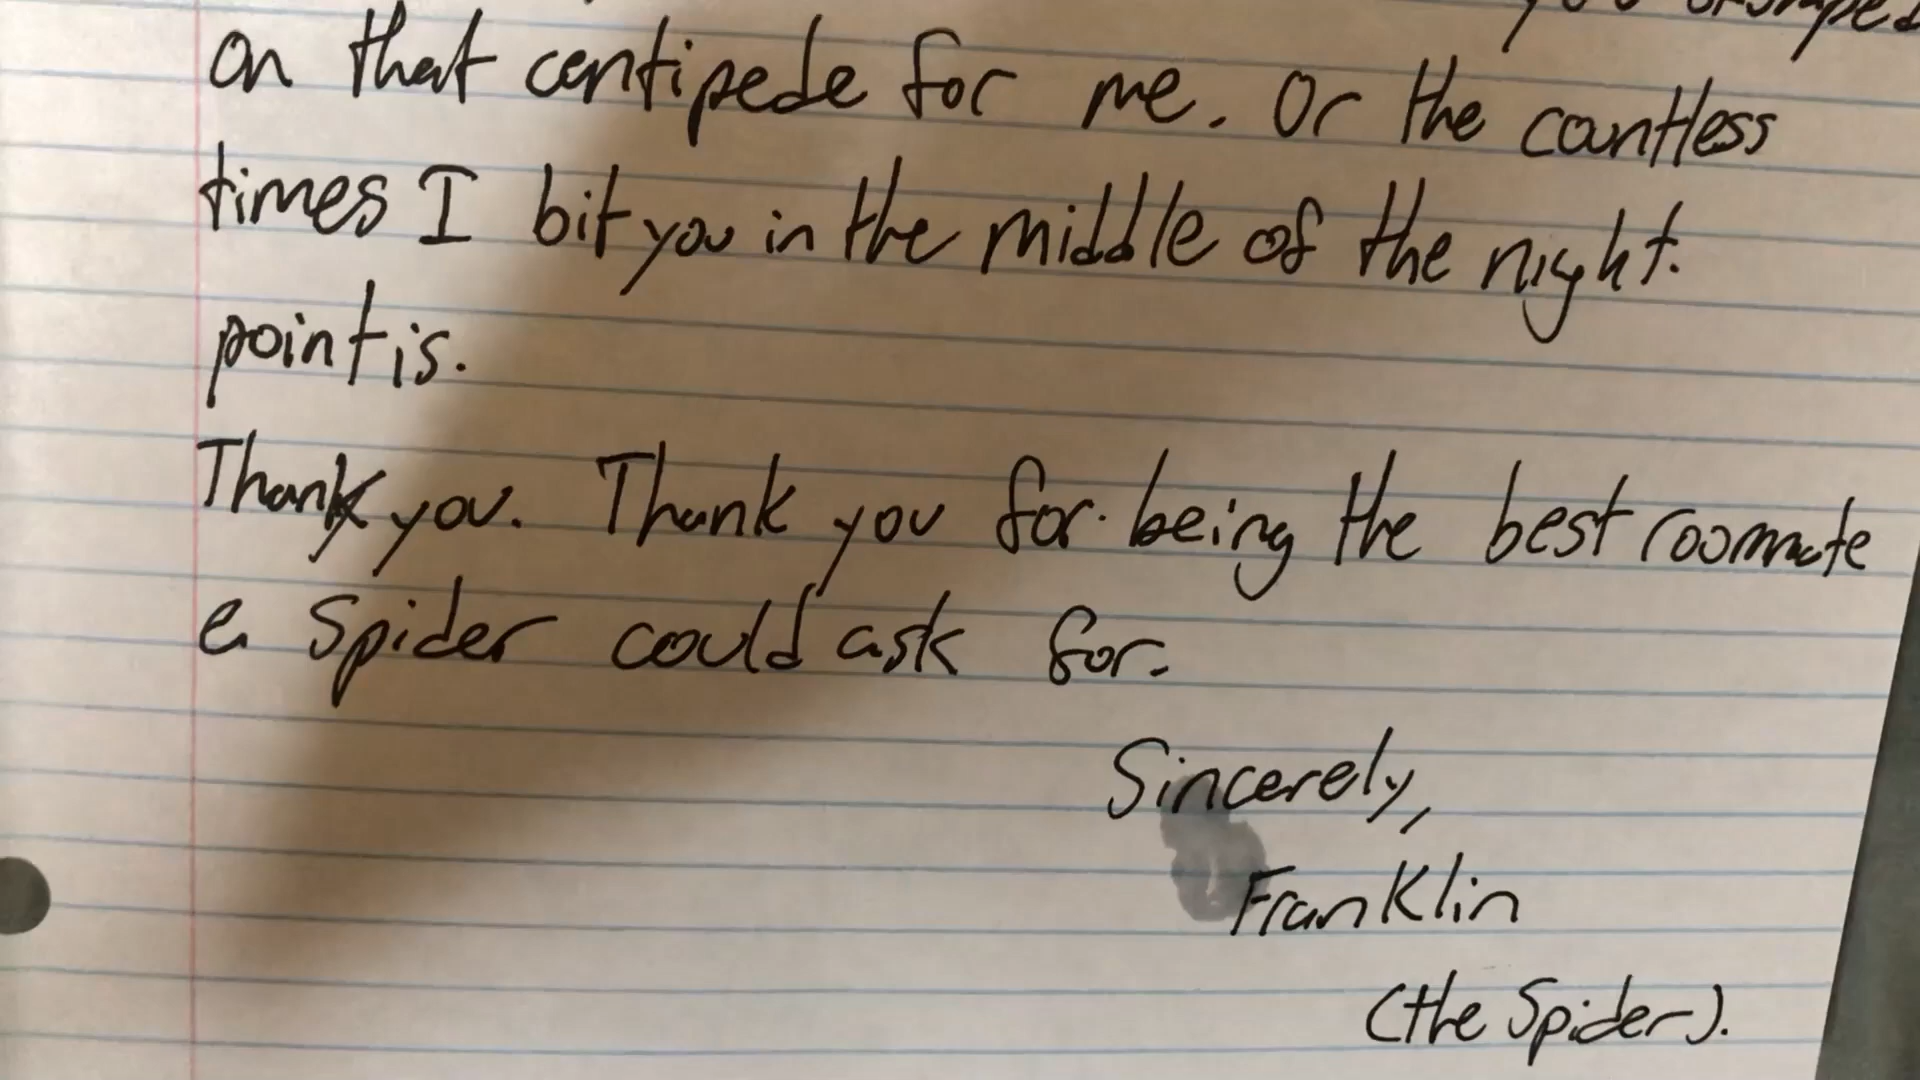 on that centipede for me. Or the countless
times I bit you in the middle of the night.
point is.
Thank you. Thank you for being the best roommate
a Spider could ask for.
Sincerely,
Franklin
(the Spider).